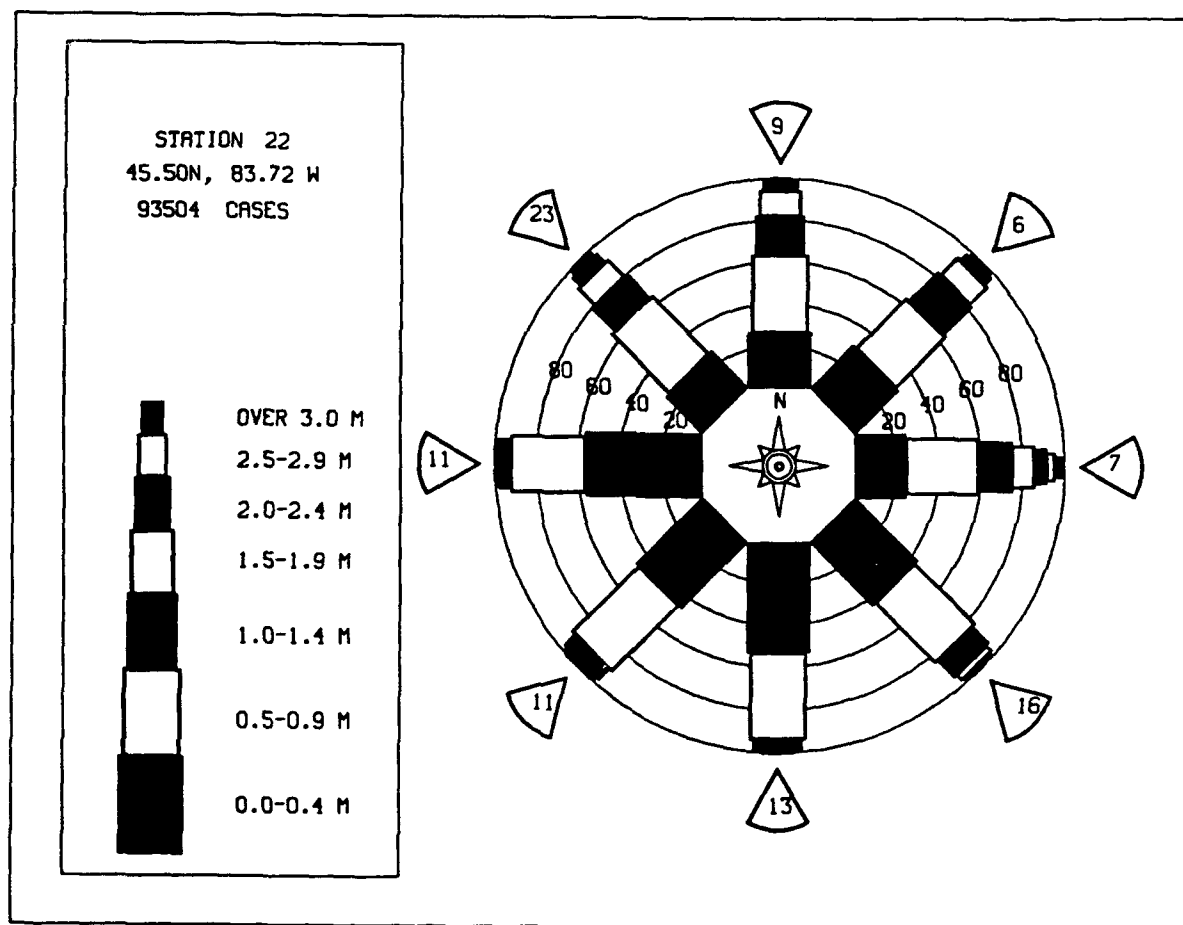 STATION 22
45.50N, 83.72 W
93504 CASES
OVER 3.0 M
2.5-2.9 M
2.0-2.4 M
1.5-1.9 M
1.0-1.4 M
0.5-0.9 M
0.0-0.4 M
9
23
6
80
60
40
20
N
20
40
60
80
11
7
11
16
13